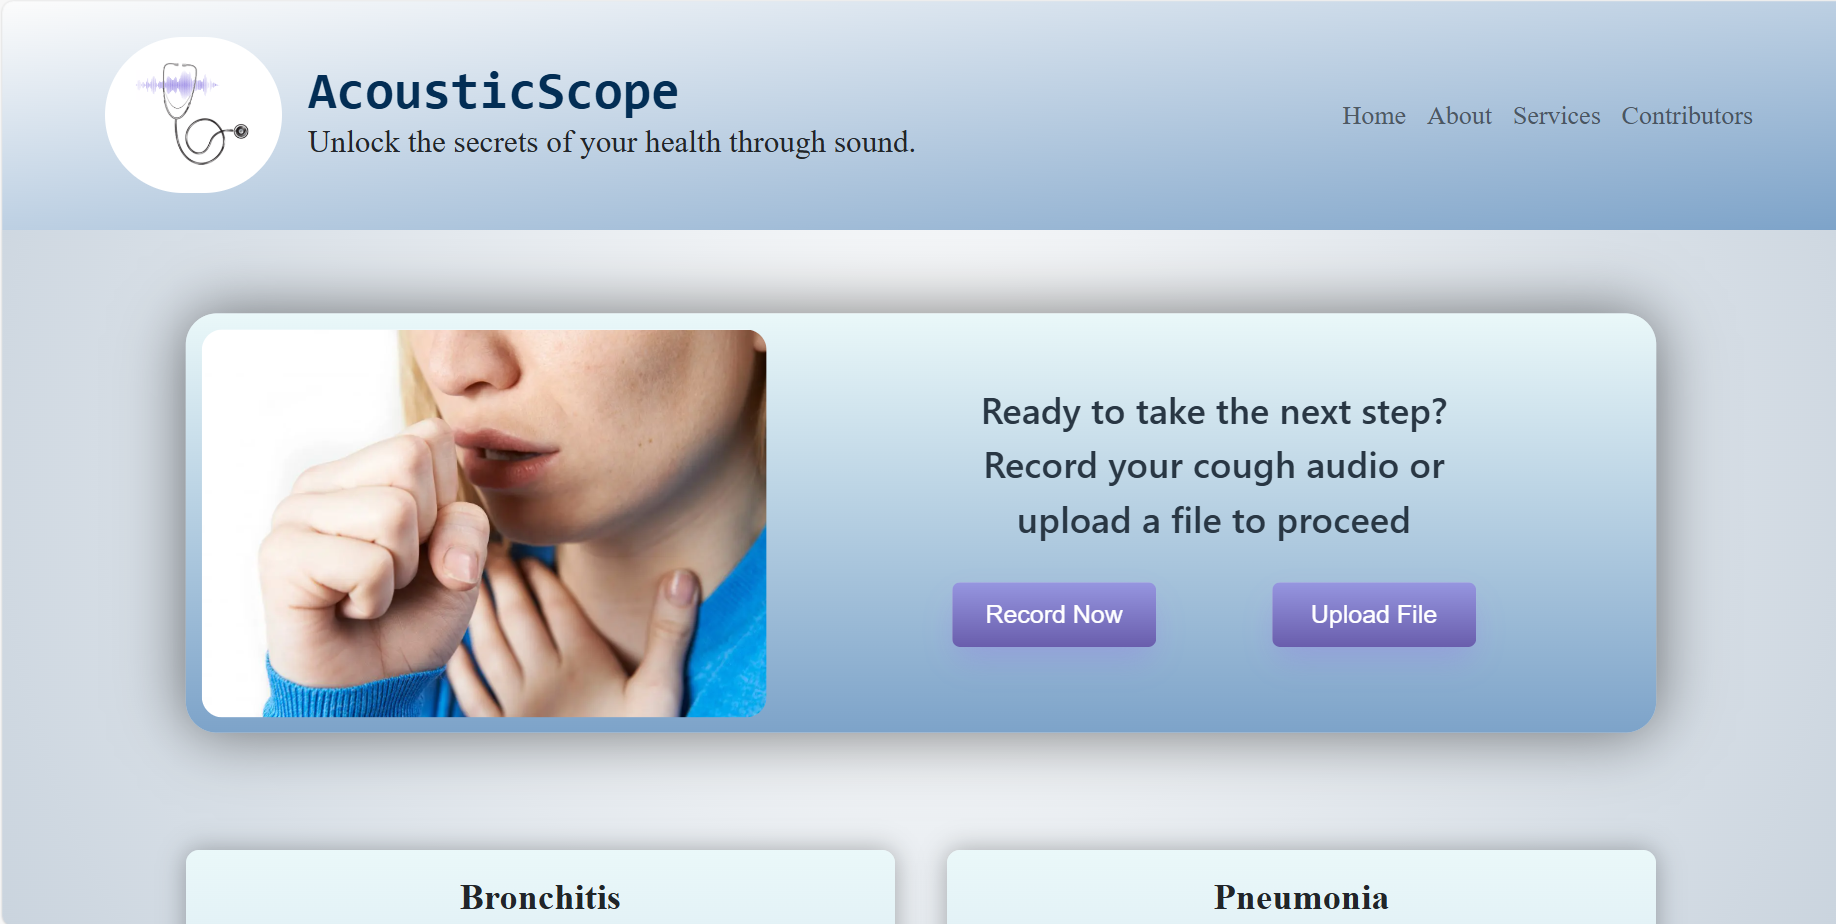 AcousticScope
Unlock the secrets of your health through sound.
Home About Services Contributors
Ready to take the next step?
Record your cough audio or
upload a file to proceed
Record Now
Upload File
Bronchitis
Pneumonia